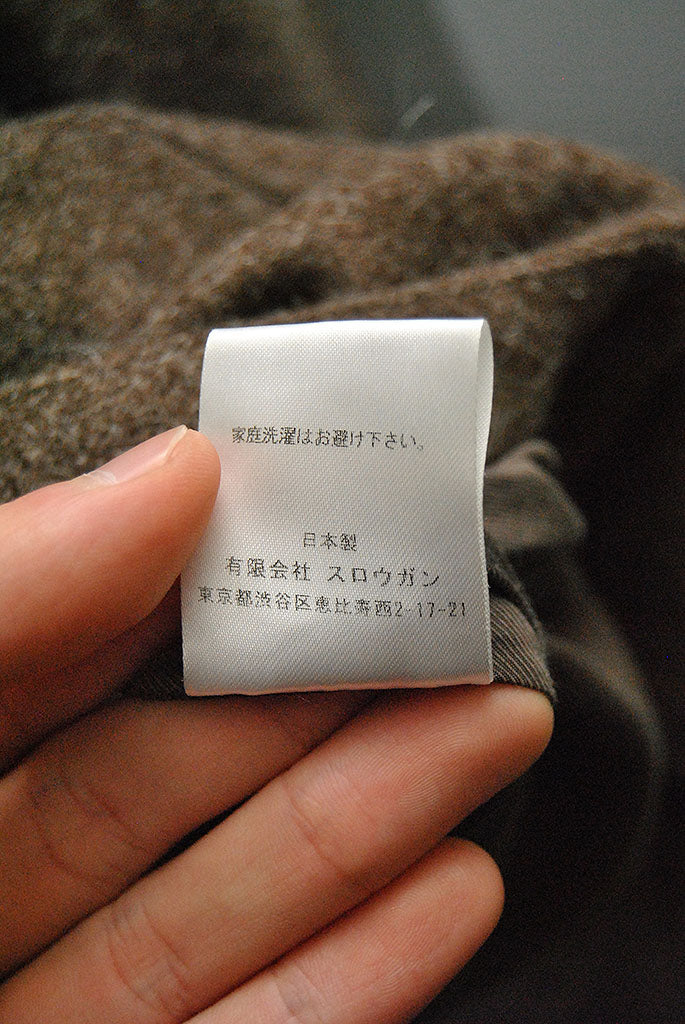 家庭洗濯はお避け下さい。
日本製
有限会社 スロウガン
東京都渋谷区恵比寿西2-17-21